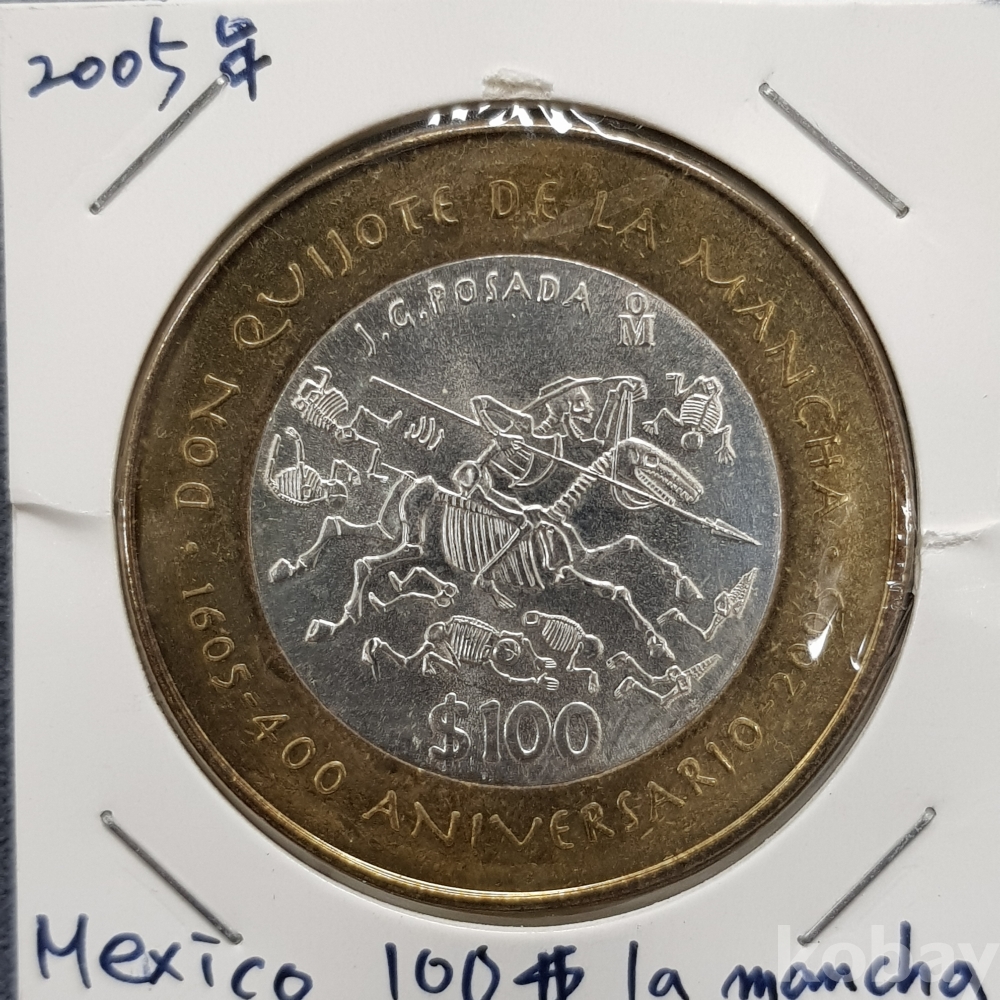 2005年
DON QUIJOTE DE LA MANCHA
J.G.POSADA
OM
$100
1605-400 ANIVERSARIO-2005
Mexico 100$ la mancha
kobay